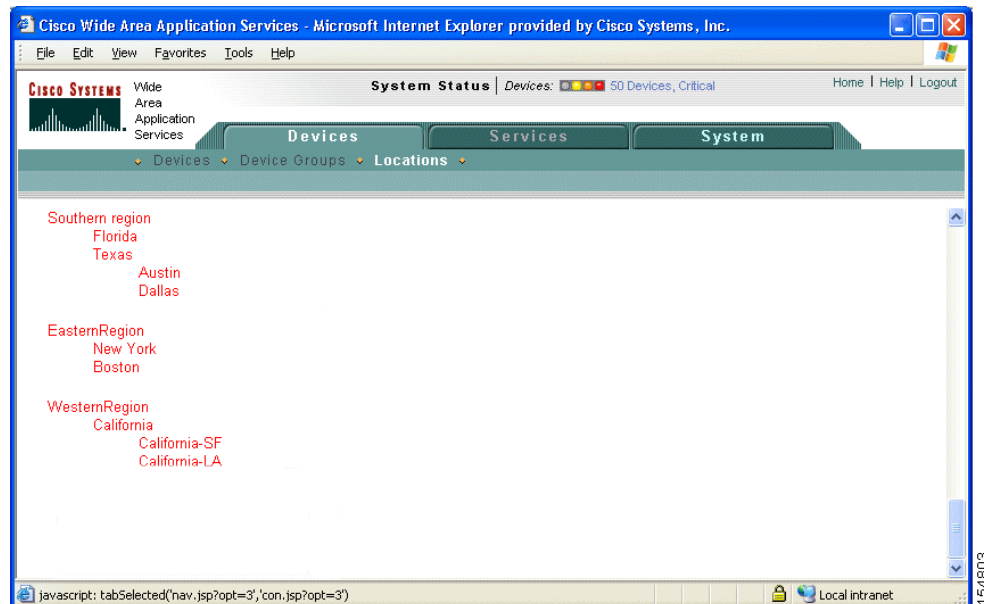 Cisco Wide Area Application Services - Microsoft Internet Explorer provided by Cisco Systems, Inc.
File Edit View Favorites Tools Help
CISCO SYSTEMS
Wide
Area
Application
Services
System Status | Devices: 50 Devices, Critical
Home | Help | Logout
Devices Services System
Devices Device Groups Locations
Southern region
Florida
Texas
Austin
Dallas
EasternRegion
New York
Boston
WesternRegion
California
California-SF
California-LA
javascript: tabSelected('nav.jsp?opt=3','con.jsp?opt=3')
Local intranet
154803